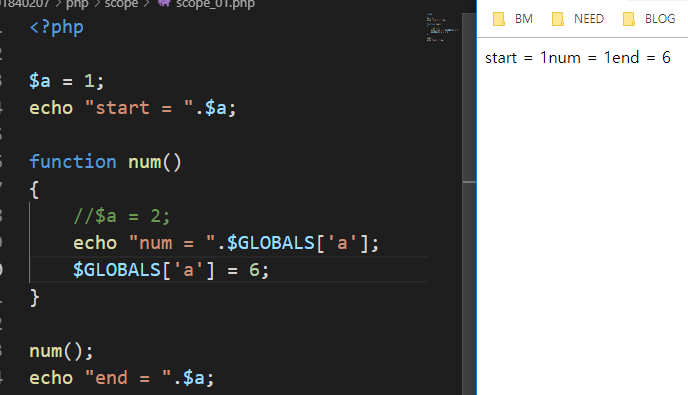 01840207 > php > scope > scope_01.php
<?php
$a = 1;
echo "start = ".$a;
function num()
{
//$a = 2;
echo "num = ".$GLOBALS['a'];
$GLOBALS['a'] = 6;
}
num();
echo "end = ".$a;
BM NEED BLOG
start = 1num = 1end = 6